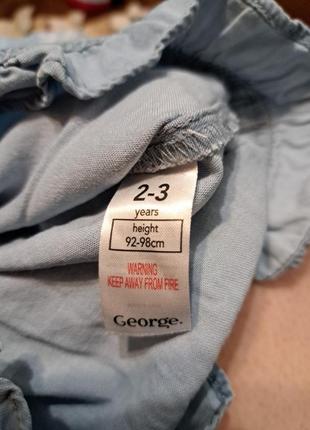 2-3
years
height
92-98cm
WARNING
KEEP AWAY FROM FIRE
George.